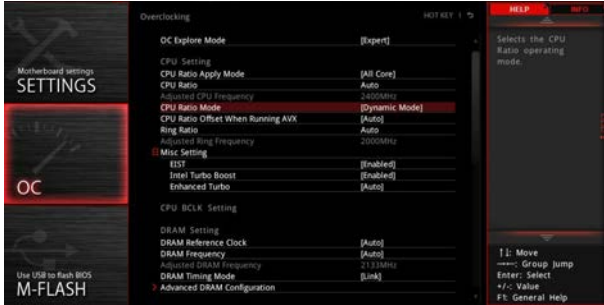 Overclocking
HOT KEY
HELP
INFO
Motherboard settings
SETTINGS
OC
Use USB to flash BIOS
M-FLASH
OC Explore Mode [Expert]
CPU Setting
CPU Ratio Apply Mode [All Core]
CPU Ratio Auto
Adjusted CPU Frequency 2400MHz
CPU Ratio Mode [Dynamic Mode]
CPU Ratio Offset When Running AVX [Auto]
Ring Ratio Auto
Adjusted Ring Frequency 2000MHz
Misc Setting
EIST [Enabled]
Intel Turbo Boost [Enabled]
Enhanced Turbo [Auto]
CPU BCLK Setting
DRAM Setting
DRAM Reference Clock [Auto]
DRAM Frequency [Auto]
Adjusted DRAM Frequency 2133MHz
DRAM Timing Mode [Link]
Advanced DRAM Configuration
Selects the CPU
Ratio operating
mode.
↑↓: Move
: Group Jump
Enter: Select
+/-: Value
F1: General Help